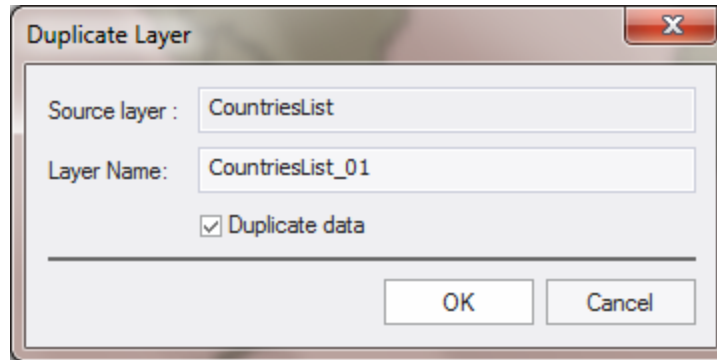 Duplicate Layer
Source layer : CountriesList
Layer Name: CountriesList_01
Duplicate data
OK Cancel